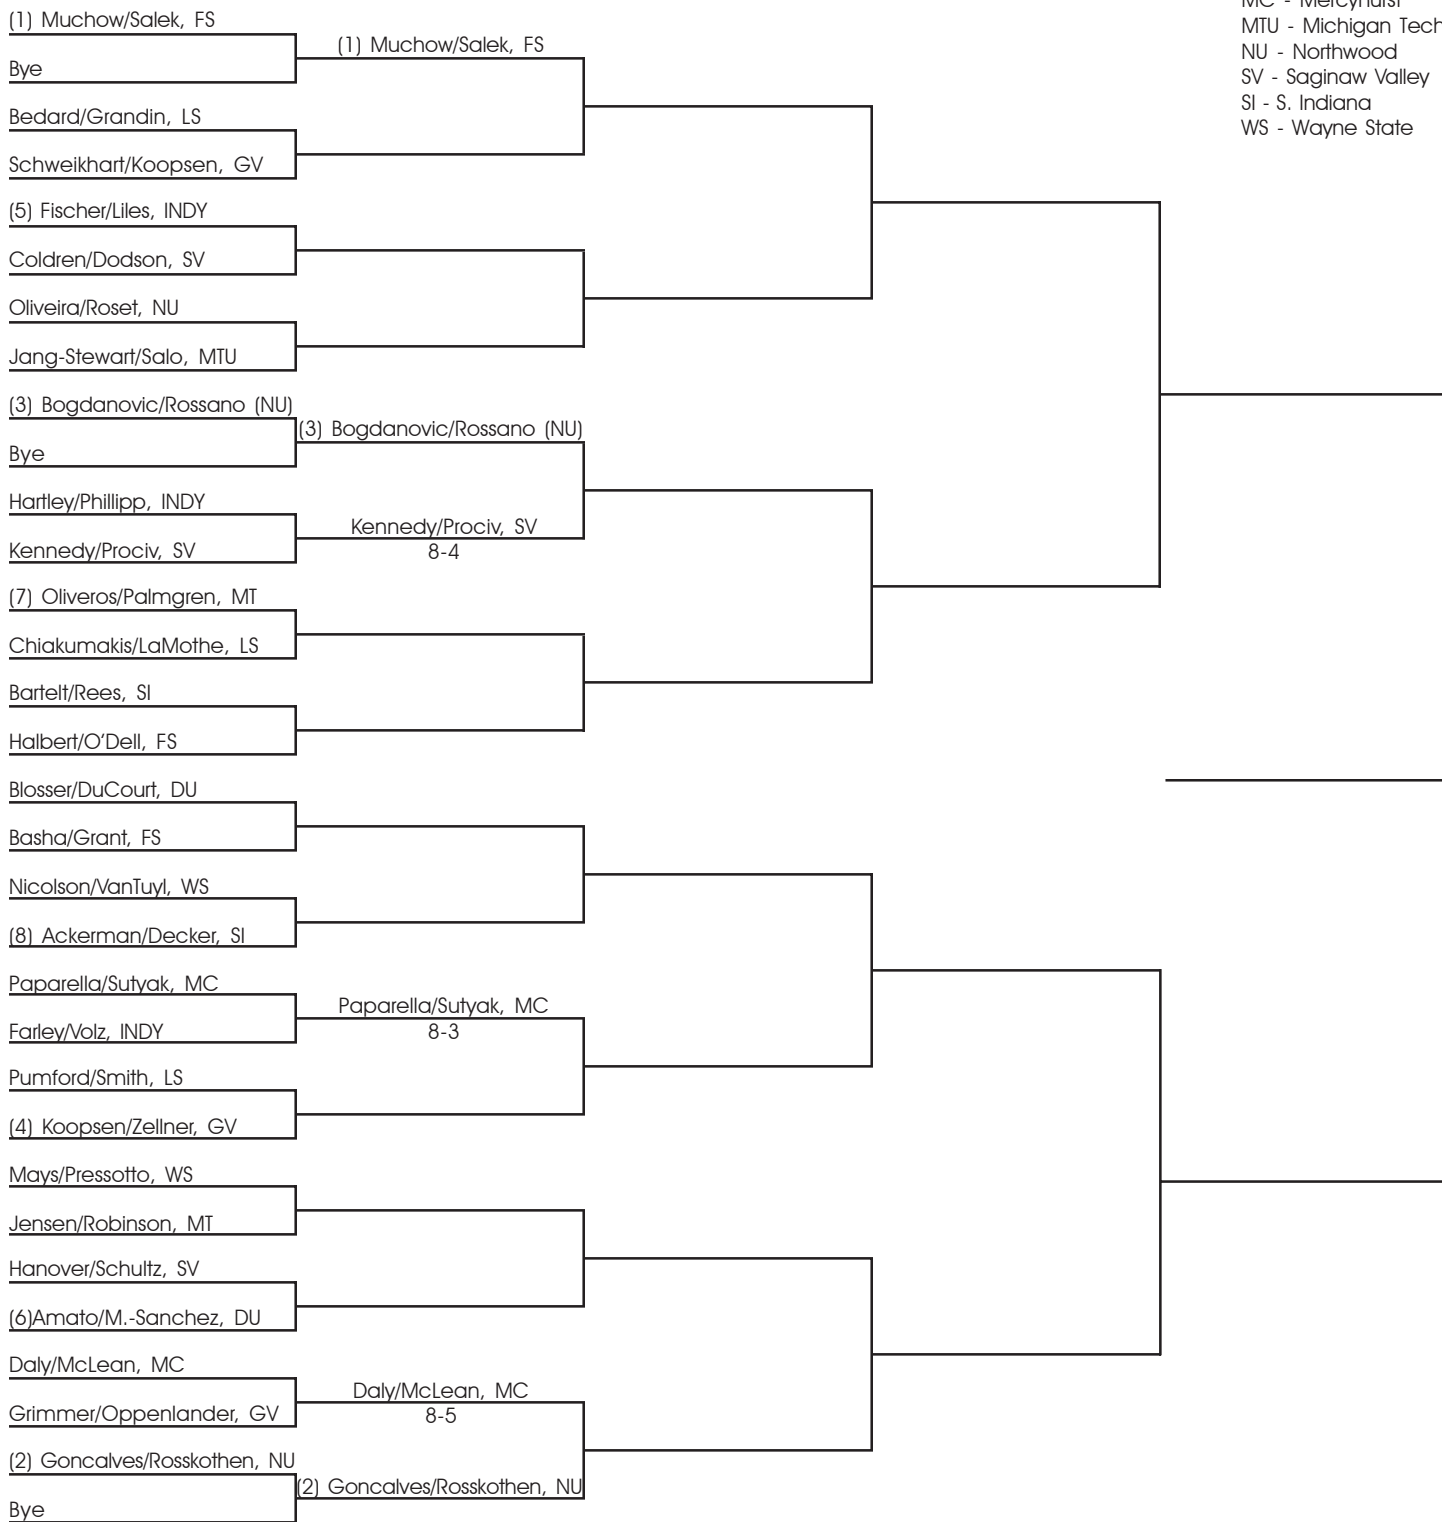 (1) Muchow/Salek, FS
Bye
Bedard/Grandin, LS
Schweikhart/Koopsen, GV
(5) Fischer/Liles, INDY
Coldren/Dodson, SV
Oliveira/Roset, NU
Jang-Stewart/Salo, MTU
(3) Bogdanovic/Rossano (NU)
Bye
Hartley/Phillipp, INDY
Kennedy/Prociv, SV
(7) Oliveros/Palmgren, MT
Chiakumakis/LaMothe, LS
Bartelt/Rees, SI
Halbert/O'Dell, FS
Blosser/DuCourt, DU
Basha/Grant, FS
Nicolson/VanTuyl, WS
(8) Ackerman/Decker, SI
Paparella/Sutyak, MC
Farley/Volz, INDY
Pumford/Smith, LS
(4) Koopsen/Zellner, GV
Mays/Pressotto, WS
Jensen/Robinson, MT
Hanover/Schultz, SV
(6)Amato/M.-Sanchez, DU
Daly/McLean, MC
Grimmer/Oppenlander, GV
(2) Goncalves/Rosskothen, NU
Bye
(1) Muchow/Salek, FS
(3) Bogdanovic/Rossano (NU)
Kennedy/Prociv, SV
8-4
Paparella/Sutyak, MC
8-3
Daly/McLean, MC
8-5
(2) Goncalves/Rosskothen, NU
MC - Mercyhurst
MTU - Michigan Tech
NU - Northwood
SV - Saginaw Valley
SI - S. Indiana
WS - Wayne State